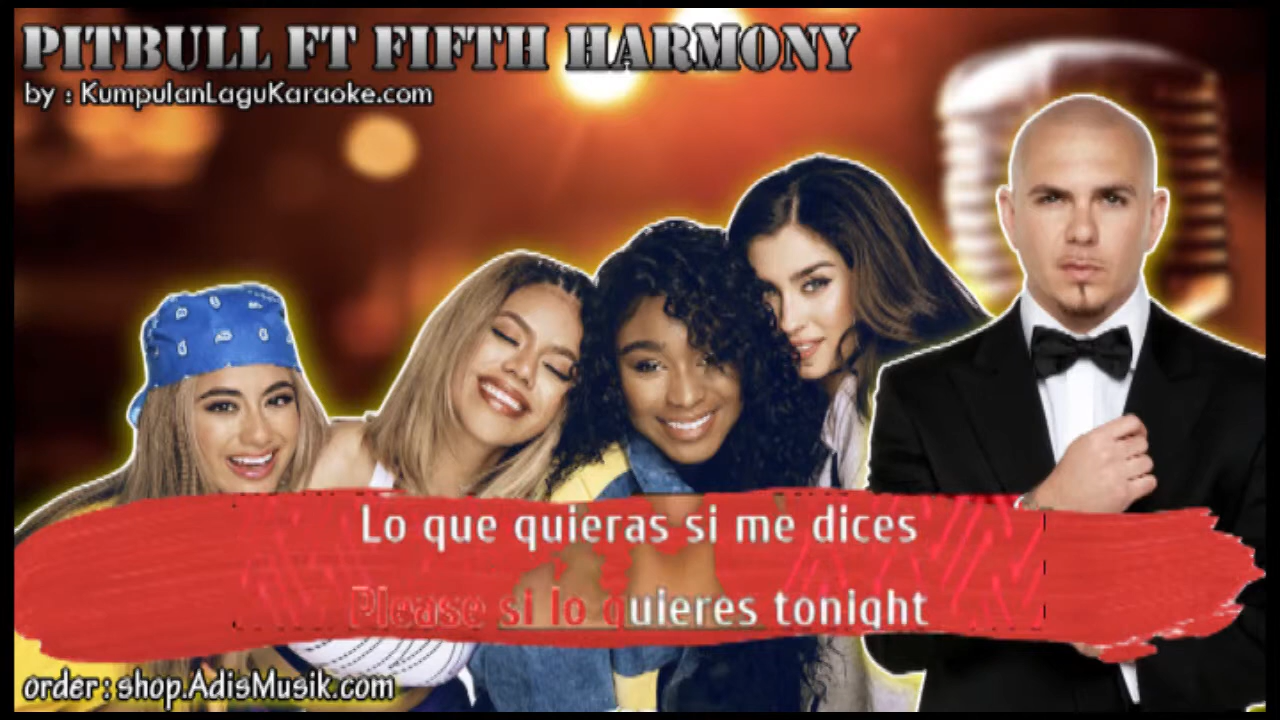 PITBULL FT FIFTH HARMONY
by : KumpulanLaguKaraoke.com
Lo que quieras si me dices
Please si lo quieres tonight
order : shop.AdisMusik.com